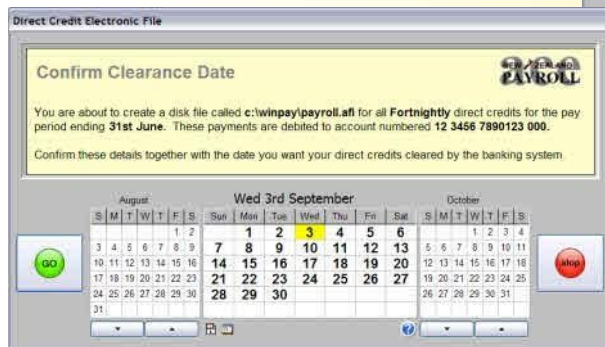 Direct Credit Electronic File
Confirm Clearance Date
NEW ZEALAND
PAYROLL
You are about to create a disk file called c:\winpay\payroll.afi for all Fortnightly direct credits for the pay
period ending 31st June. These payments are debited to account numbered 12 3456 7890123 000.
Confirm these details together with the date you want your direct credits cleared by the banking system
August
S M T W T F S
1 2
3 4 5 6 7 8 9
10 11 12 13 14 15 16
17 18 19 20 21 22 23
24 25 26 27 28 29 30
31
Wed 3rd September
Sun Mon Tue Wed Thu Fri Sat
1 2 3 4 5 6
7 8 9 10 11 12 13
14 15 16 17 18 19 20
21 22 23 24 25 26 27
28 29 30
October
S M T W T F S
1 2 3 4
5 6 7 8 9 10 11
12 13 14 15 16 17 18
19 20 21 22 23 24 25
26 27 28 29 30 31
GO
stop
?